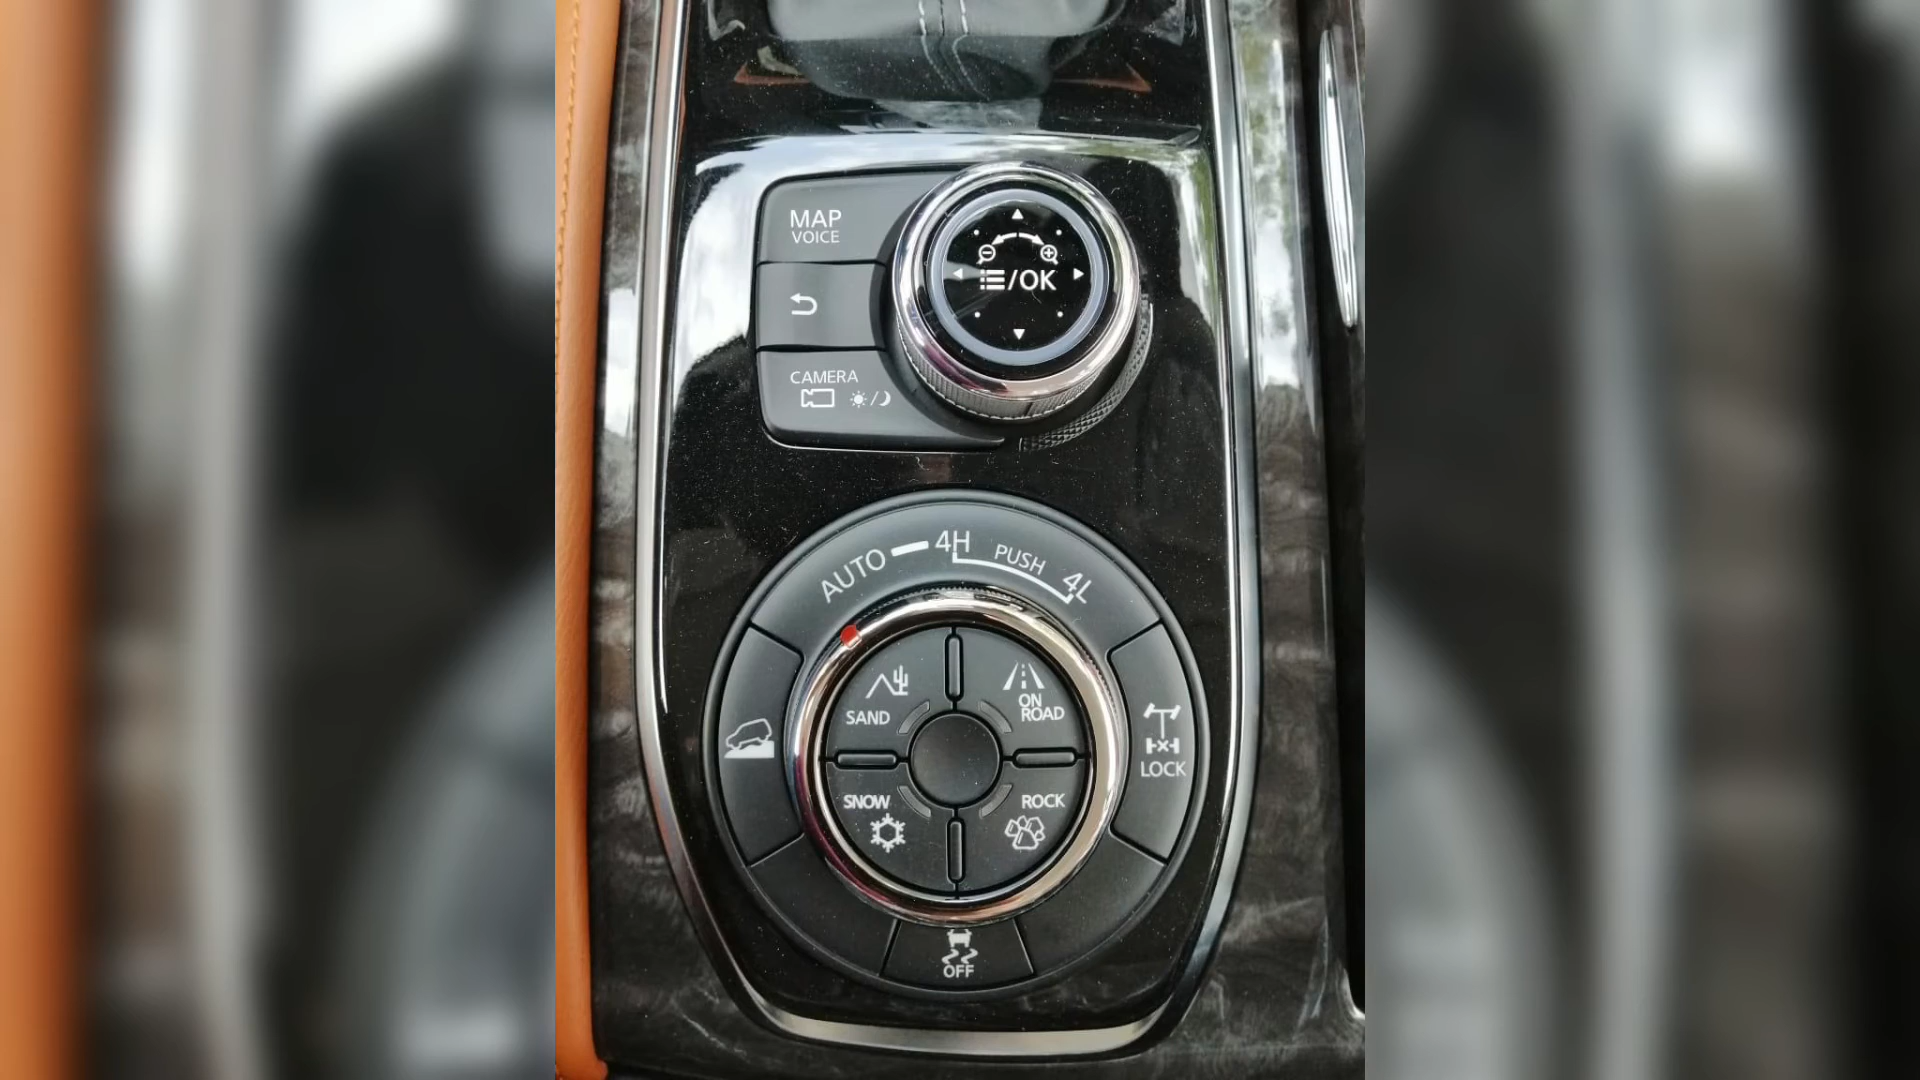 MAP
VOICE
/OK
CAMERA
/
AUTO 4H PUSH 4L
SAND
ON
ROAD
LOCK
SNOW
ROCK
OFF